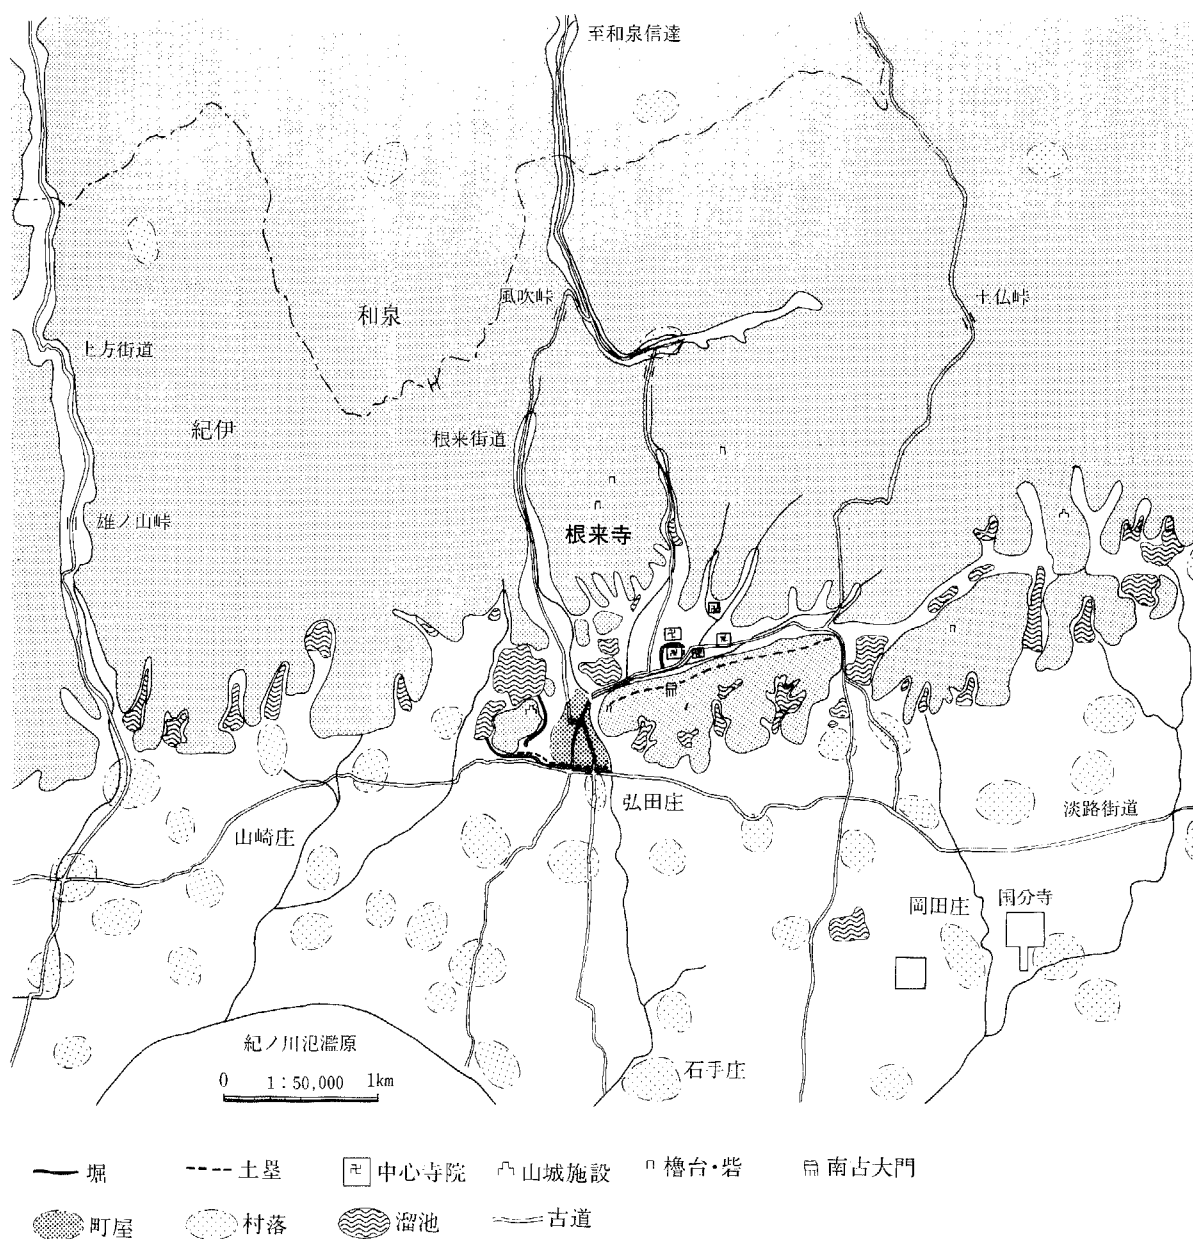 至和泉信達
風吹峠
土仏峠
和泉
上方街道
紀伊
根来街道
雄ノ山峠
根来寺
弘田庄
淡路街道
山崎庄
岡田庄
国分寺
紀ノ川氾濫原
0 1:50,000 1km
石手庄
堀
土塁
卍 中心寺院
山城施設
櫓台・砦
南占大門
町屋
村落
溜池
古道